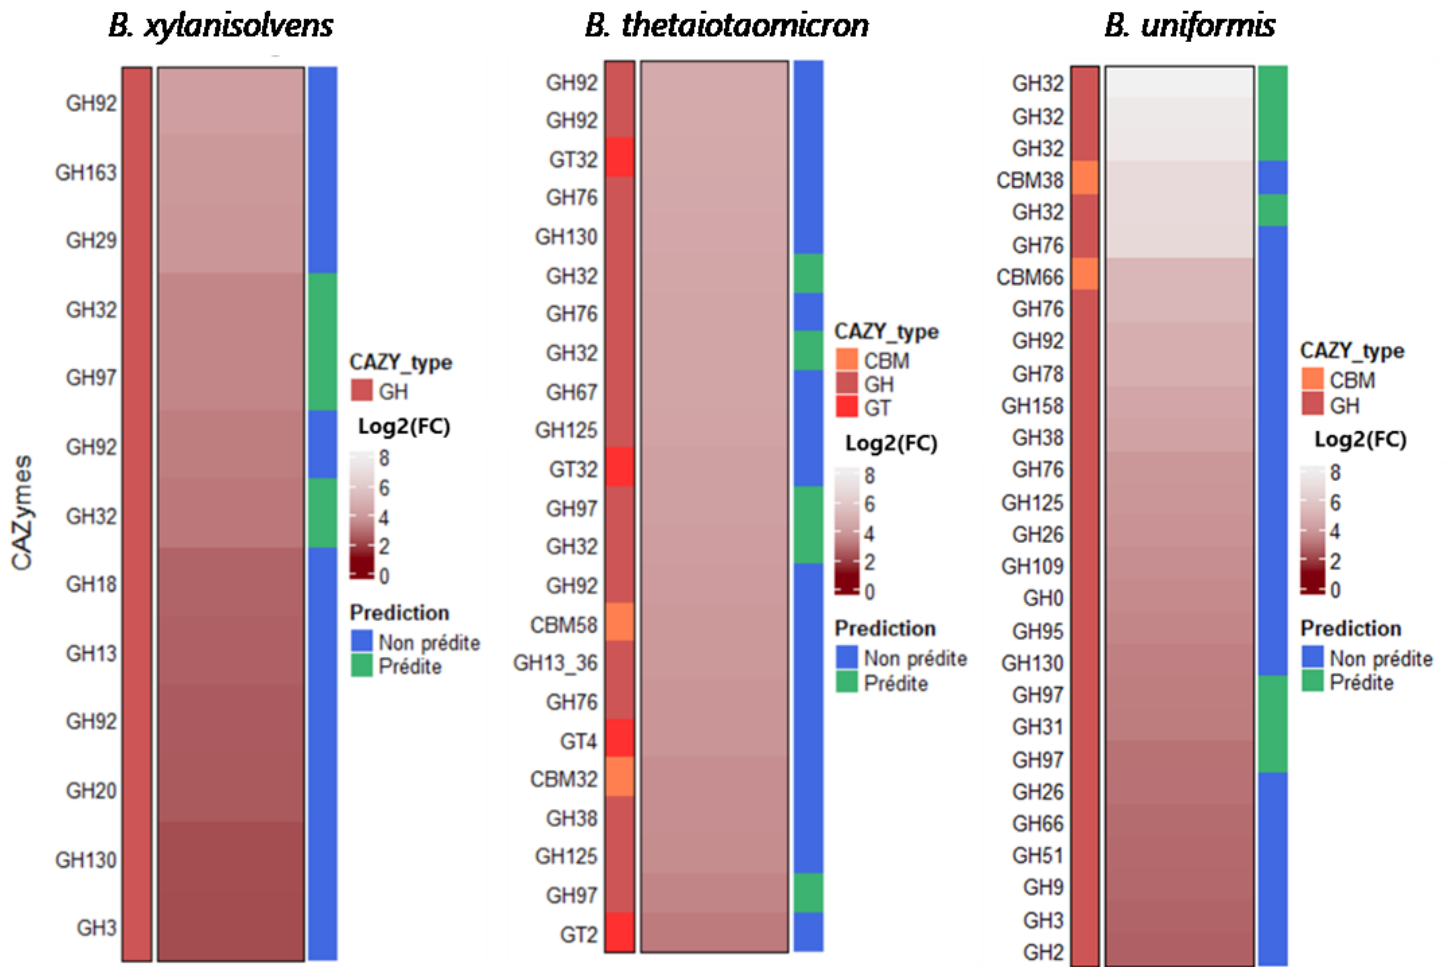 B. xylanisolvens
GH92
GH163
GH29
GH32
GH97
GH92
GH32
GH18
GH13
GH92
GH20
GH130
GH3
CAZymes
CAZY_type
GH
Log2(FC)
8
6
4
2
0
Prediction
Non prédite
Prédite
B. thetaiotaomicron
GH92
GH92
GT32
GH76
GH130
GH32
GH76
GH32
GH67
GH125
GT32
GH97
GH32
GH92
CBM58
GH13_36
GH76
GT4
CBM32
GH38
GH125
GH97
GT2
CAZY_type
CBM
GH
GT
Log2(FC)
8
6
4
2
0
Prediction
Non prédite
Prédite
B. uniformis
GH32
GH32
GH32
CBM38
GH32
GH76
CBM66
GH76
GH92
GH78
GH158
GH38
GH76
GH125
GH26
GH109
GH0
GH95
GH130
GH97
GH31
GH97
GH26
GH66
GH51
GH9
GH3
GH2
CAZY_type
CBM
GH
Log2(FC)
8
6
4
2
0
Prediction
Non prédite
Prédite